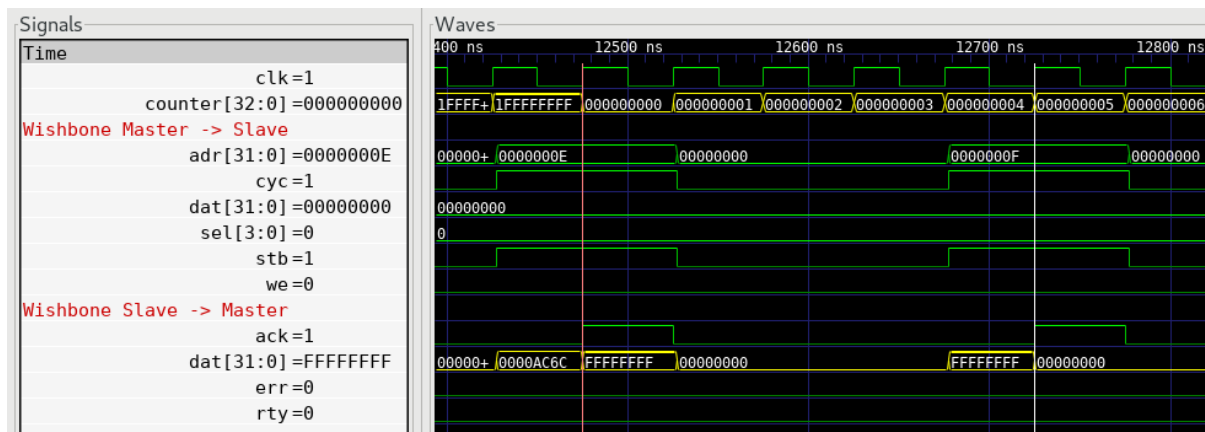 Signals Waves
Time 400 ns 12500 ns 12600 ns 12700 ns 12800 ns
clk=1
counter[32:0]=000000000 1FFFF+ 1FFFFFFFF 000000000 000000001 000000002 000000003 000000004 000000005 000000006
Wishbone Master -> Slave
adr[31:0]=0000000E 00000+ 0000000E 00000000 0000000F 00000000
cyc=1
dat[31:0]=00000000 00000000
sel[3:0]=0 0
stb=1
we=0
Wishbone Slave -> Master
ack=1
dat[31:0]=FFFFFFFF 00000+ 0000AC6C FFFFFFFF 00000000 FFFFFFFF 00000000
err=0
rty=0